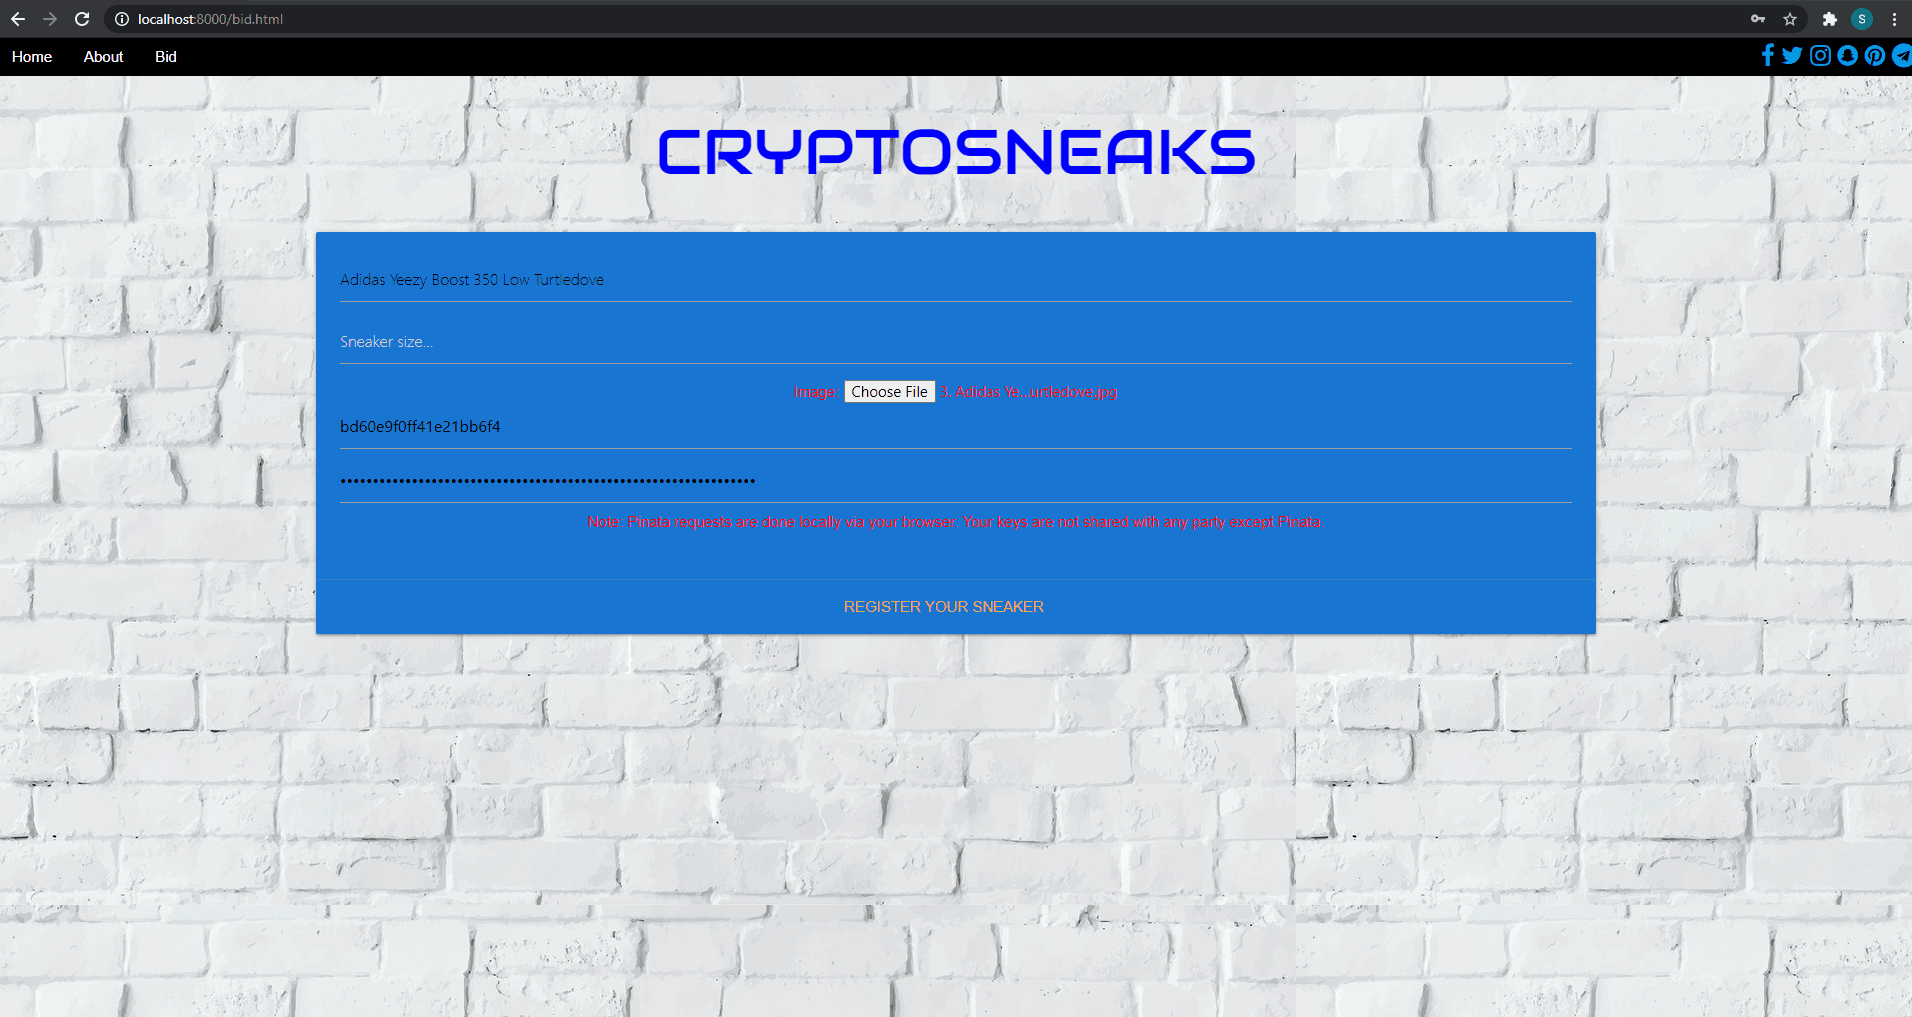 localhost:8000/bid.html
S
Home About Bid
CRYPTOSNEAKS
Adidas Yeezy Boost 350 Low Turtledove
Sneaker size...
Image: Choose File 3. Adidas Ye...urtledove.jpg
bd60e9f0ff41e21bb6f4
Note: Pinata requests are done locally via your browser. Your keys are not shared with any party except Pinata.
REGISTER YOUR SNEAKER